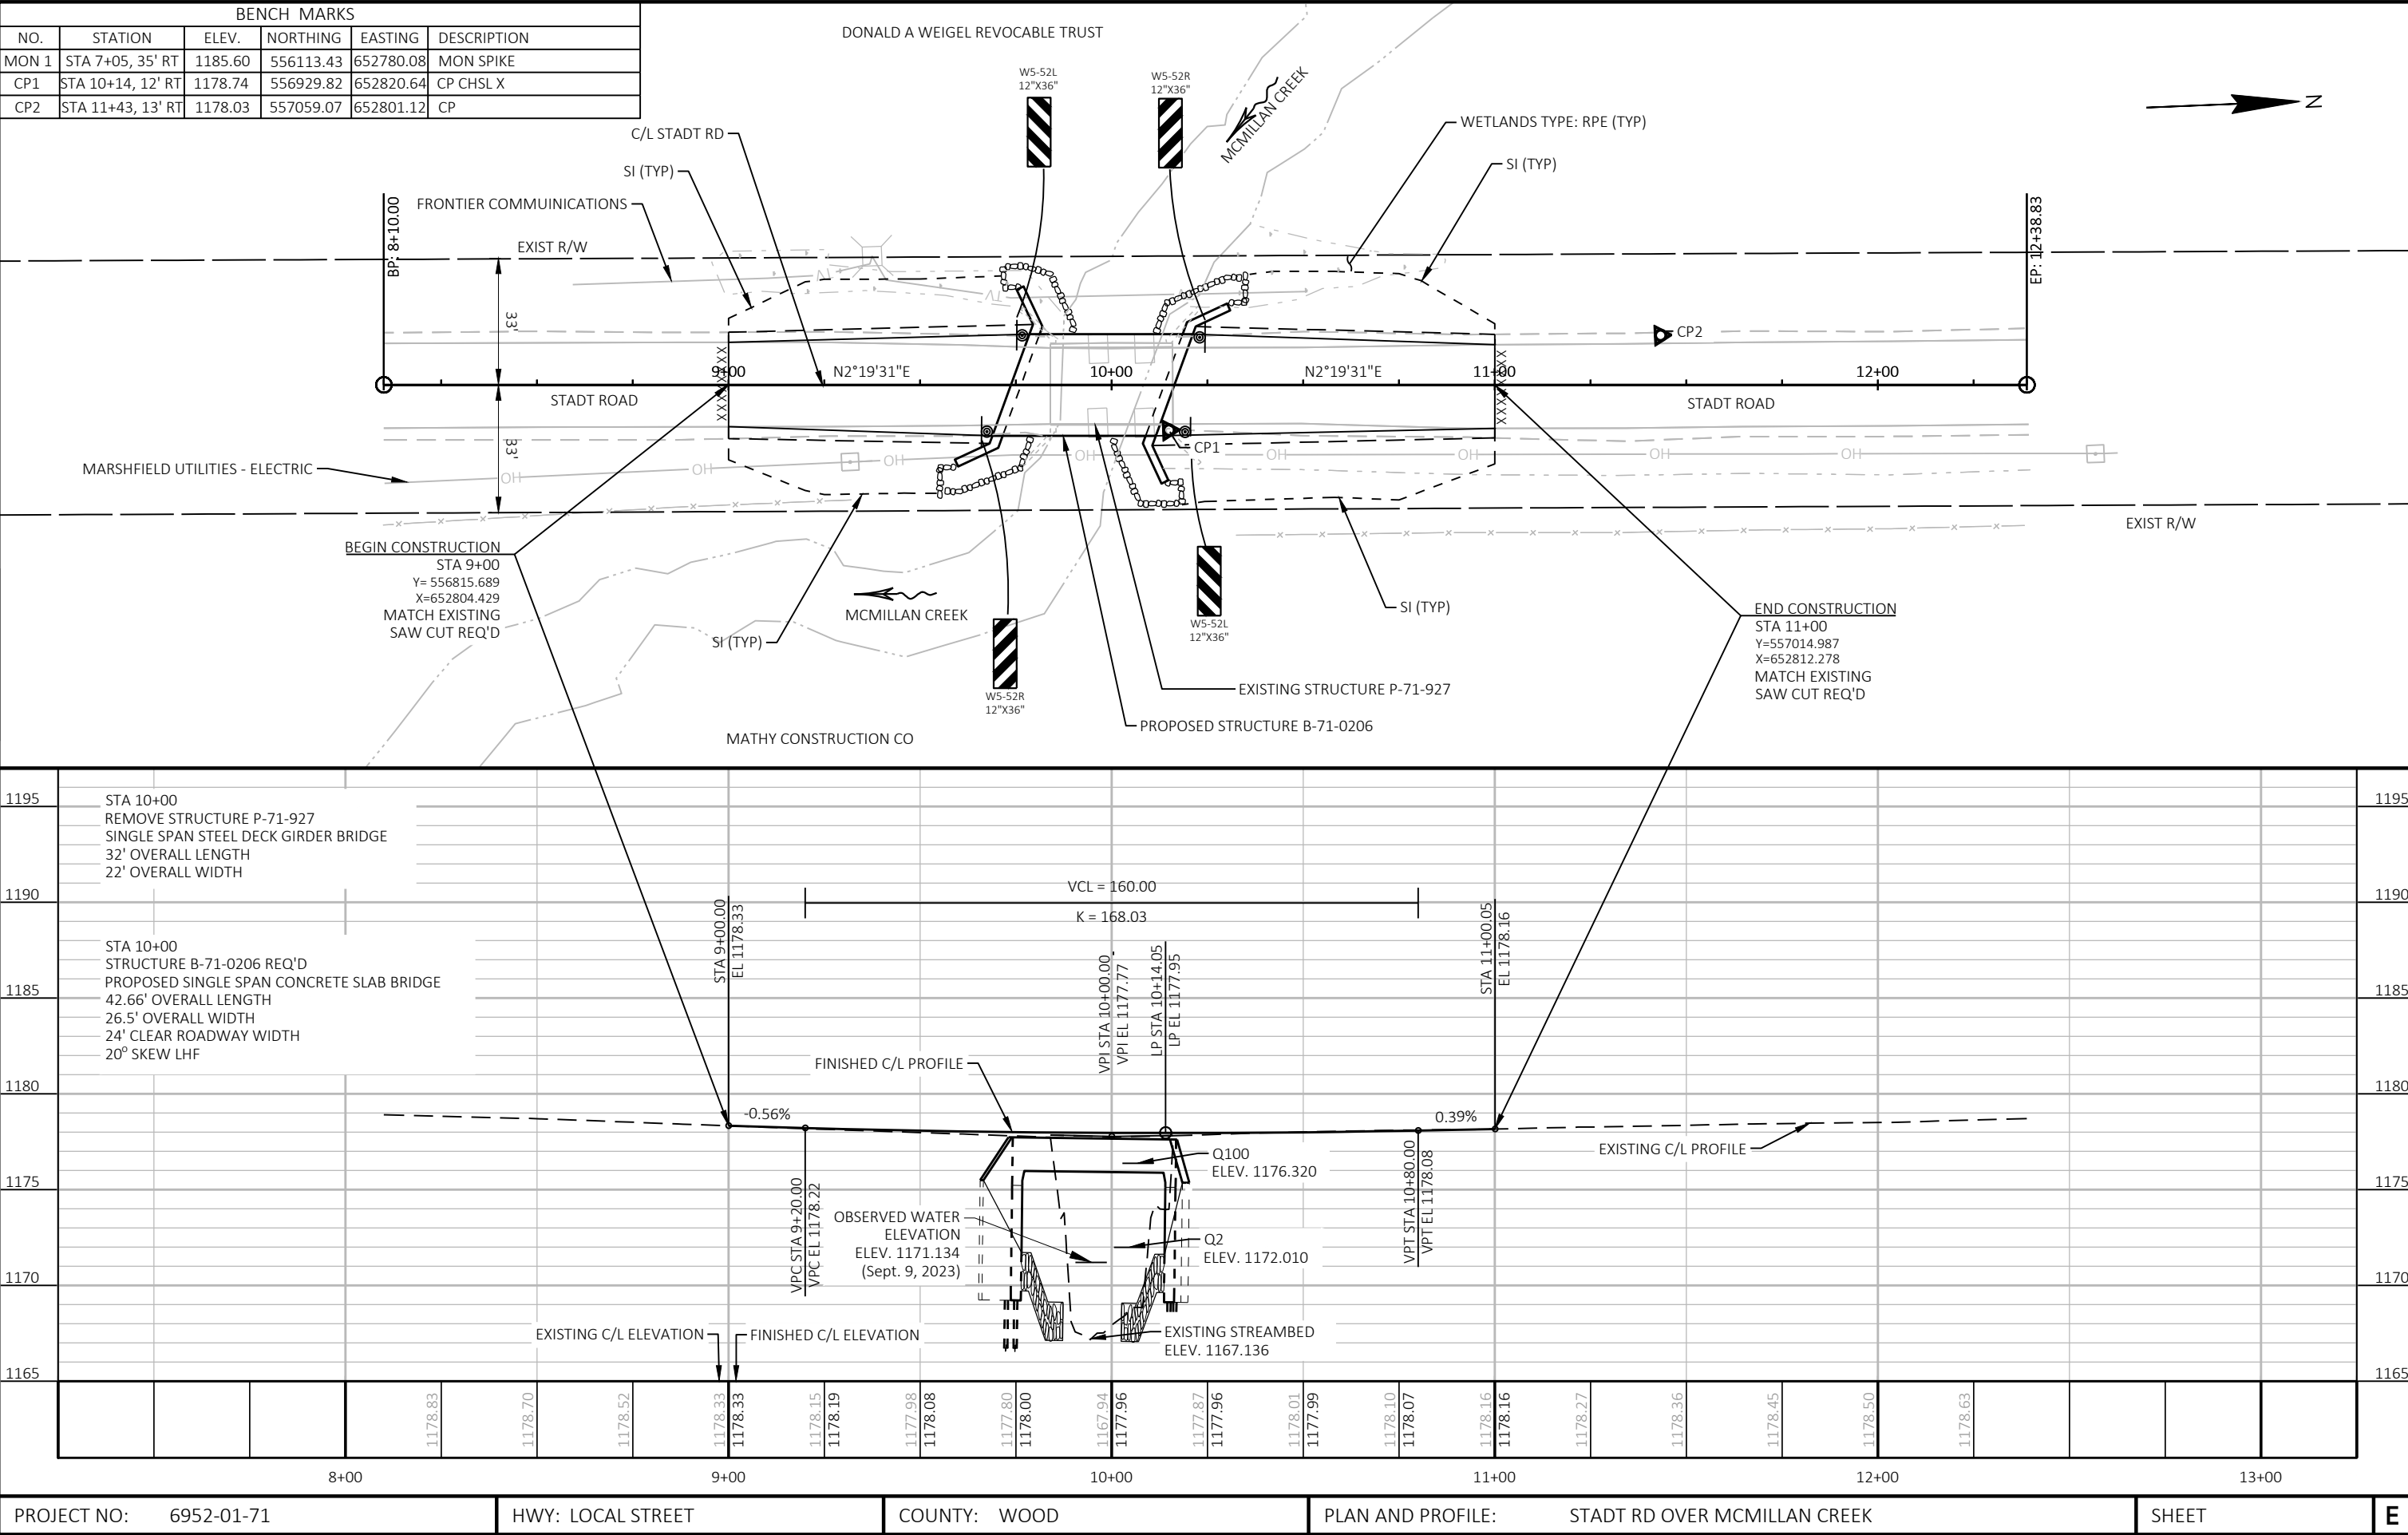 BENCH MARKS
NO. STATION ELEV. NORTHING EASTING DESCRIPTION
MON 1 STA 7+05, 35' RT 1185.60 556113.43 652780.08 MON SPIKE
CP1 STA 10+14, 12' RT 1178.74 556929.82 652820.64 CP CHSL X
CP2 STA 11+43, 13' RT 1178.03 557059.07 652801.12 CP
DONALD A WEIGEL REVOCABLE TRUST
W5-52L
12"X36"
W5-52R
12"X36"
MCMILLAN CREEK
N
C/L STADT RD
WETLANDS TYPE: RPE (TYP)
SI (TYP)
SI (TYP)
FRONTIER COMMUINICATIONS
EXIST R/W
BP: 8+10.00
EP: 12+38.83
TV
TV
33'
CP2
XXXXXXXX
XXXXXXXX
9+00 N2°19'31"E 10+00 N2°19'31"E 11+00 12+00
STADT ROAD
STADT ROAD
33'
CP1
MARSHFIELD UTILITIES - ELECTRIC
OH OH OH OH OH OH OH OH
EXIST R/W
BEGIN CONSTRUCTION
STA 9+00
Y= 556815.689
X=652804.429
MATCH EXISTING
SAW CUT REQ'D
MCMILLAN CREEK
SI (TYP)
SI (TYP)
W5-52L
12"X36"
W5-52R
12"X36"
END CONSTRUCTION
STA 11+00
Y=557014.987
X=652812.278
MATCH EXISTING
SAW CUT REQ'D
EXISTING STRUCTURE P-71-927
PROPOSED STRUCTURE B-71-0206
MATHY CONSTRUCTION CO
1195 1195
STA 10+00
REMOVE STRUCTURE P-71-927
SINGLE SPAN STEEL DECK GIRDER BRIDGE
32' OVERALL LENGTH
22' OVERALL WIDTH
1190 1190
VCL = 160.00
K = 168.03
STA 9+00.00
EL 1178.33
STA 10+00
STRUCTURE B-71-0206 REQ'D
PROPOSED SINGLE SPAN CONCRETE SLAB BRIDGE
42.66' OVERALL LENGTH
26.5' OVERALL WIDTH
24' CLEAR ROADWAY WIDTH
20° SKEW LHF
VPI STA 10+00.00
VPI EL 1177.77
LP STA 10+14.05
LP EL 1177.95
STA 11+00.05
EL 1178.16
1185 1185
FINISHED C/L PROFILE
1180 1180
-0.56%
0.39%
Q100
ELEV. 1176.320
EXISTING C/L PROFILE
1175 1175
VPC STA 9+20.00
VPC EL 1178.22
OBSERVED WATER
ELEVATION
ELEV. 1171.134
(Sept. 9, 2023)
Q2
ELEV. 1172.010
VPT STA 10+80.00
VPT EL 1178.08
1170 1170
EXISTING C/L ELEVATION
FINISHED C/L ELEVATION
EXISTING STREAMBED
ELEV. 1167.136
1165 1165
1178.83
1178.70
1178.52
1178.33
1178.33
1178.15
1178.19
1177.98
1178.08
1177.80
1178.00
1167.94
1177.96
1177.87
1177.96
1178.01
1177.99
1178.10
1178.07
1178.16
1178.16
1178.27
1178.36
1178.45
1178.50
1178.63
8+00 9+00 10+00 11+00 12+00 13+00
PROJECT NO: 6952-01-71 HWY: LOCAL STREET COUNTY: WOOD PLAN AND PROFILE: STADT RD OVER MCMILLAN CREEK SHEET E